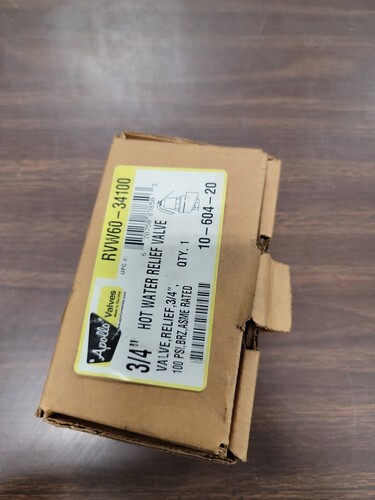 Apollo Valves
RVW60-34100
UPC #:
3/4" HOT WATER RELIEF VALVE
VALVE,RELIEF,3/4",
100 PSI,BRZ,ASME RATED
QTY. 1
10-604-20